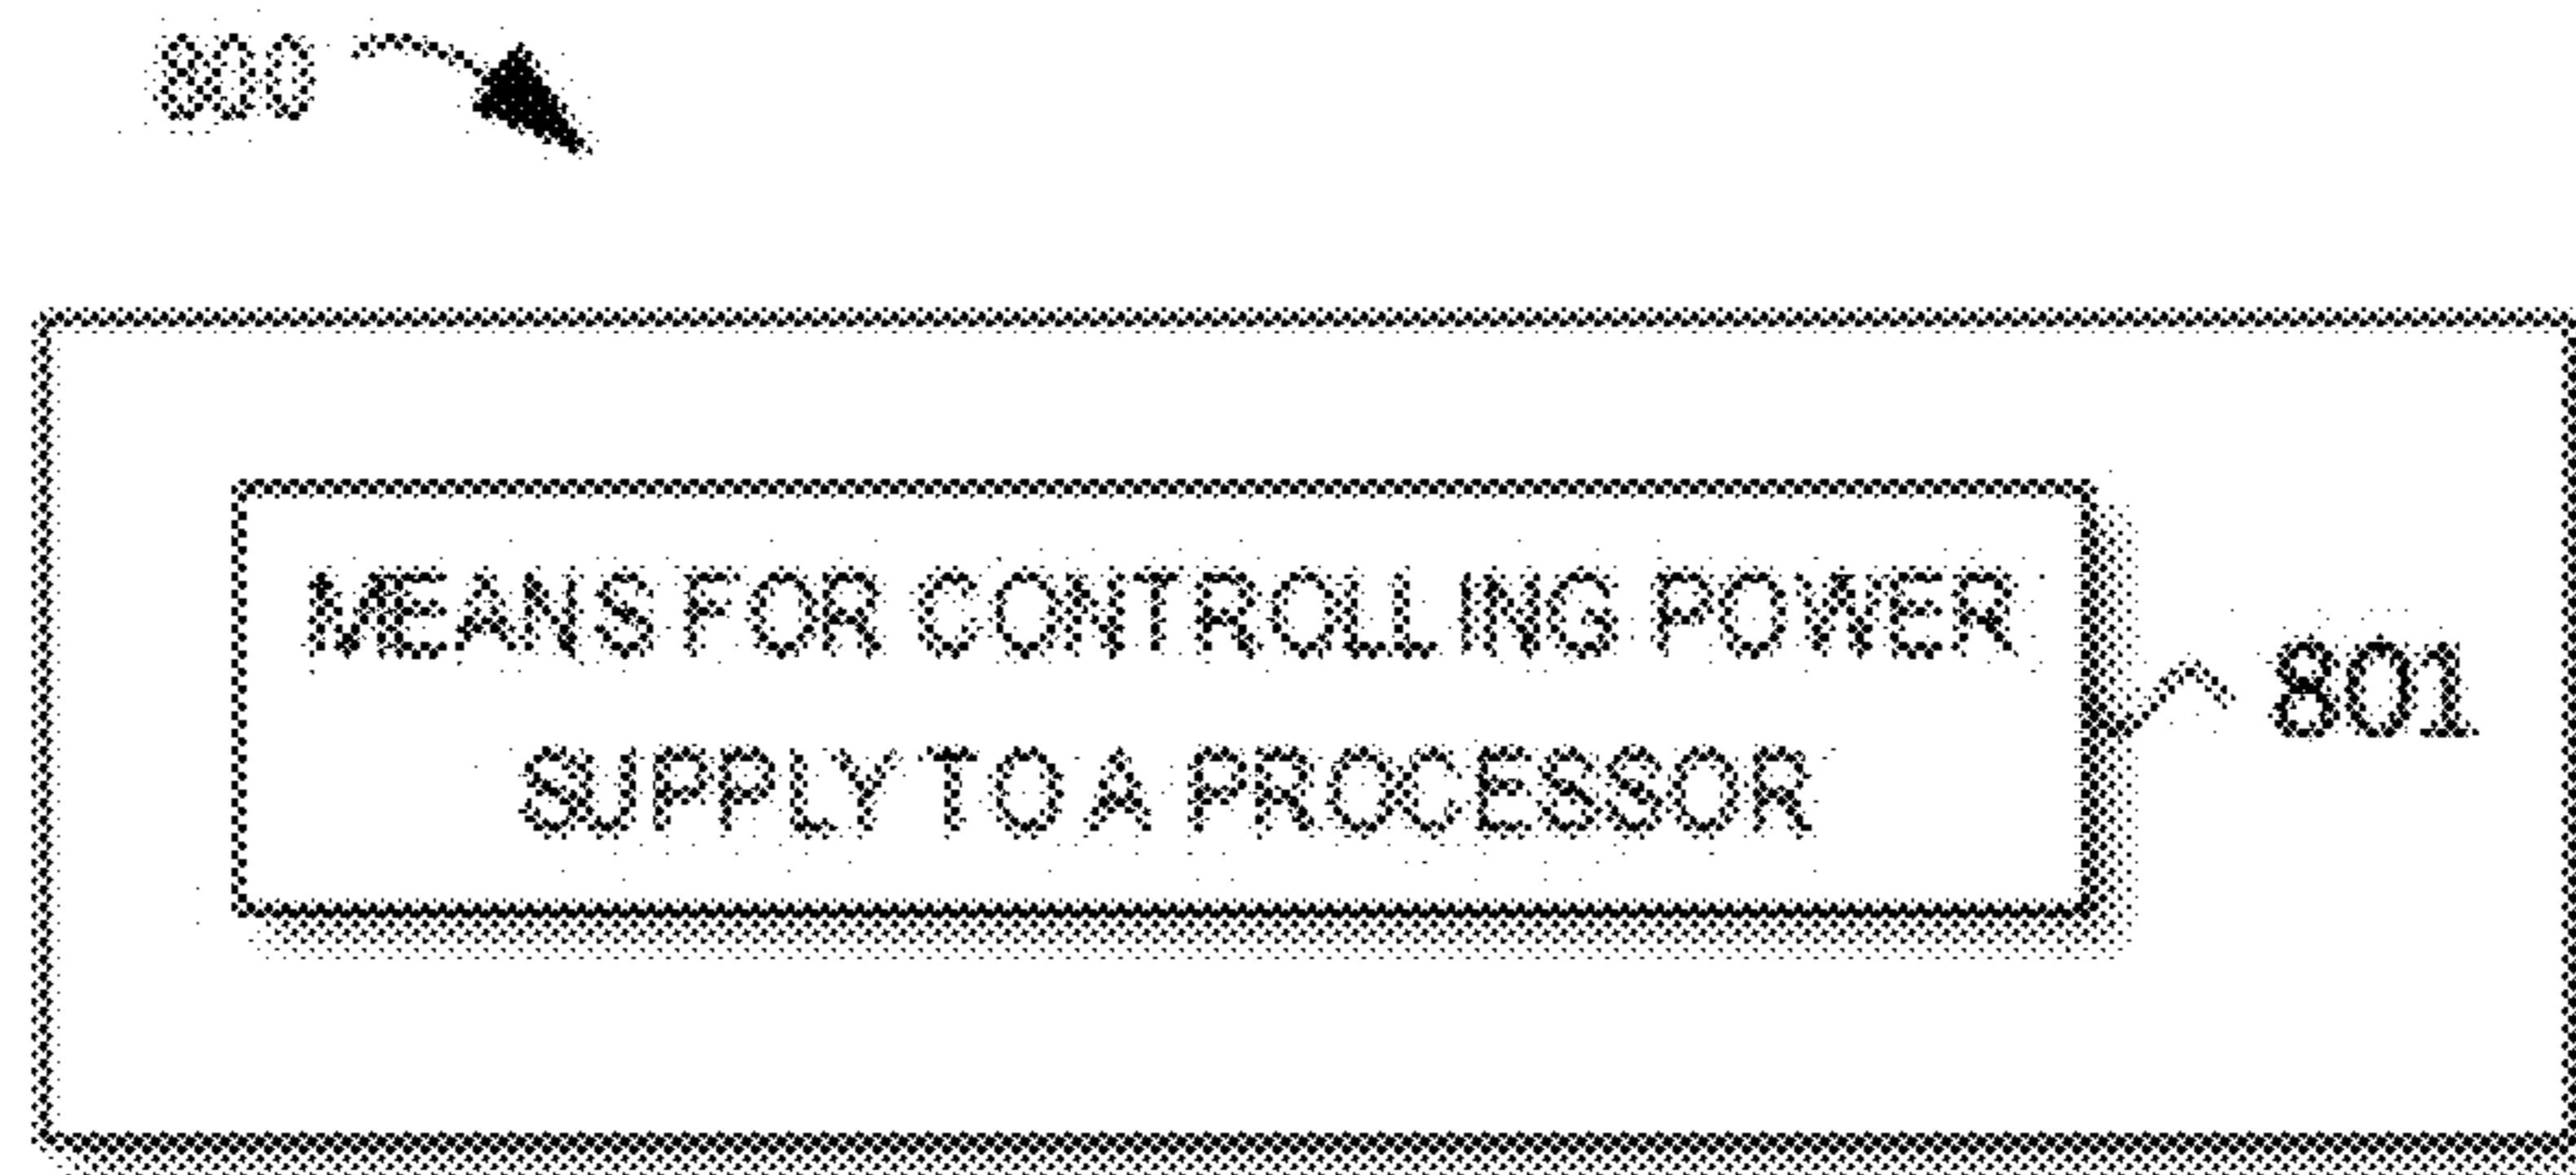 800
MEANS FOR CONTROLLING POWER
SUPPLY TO A PROCESSOR
801